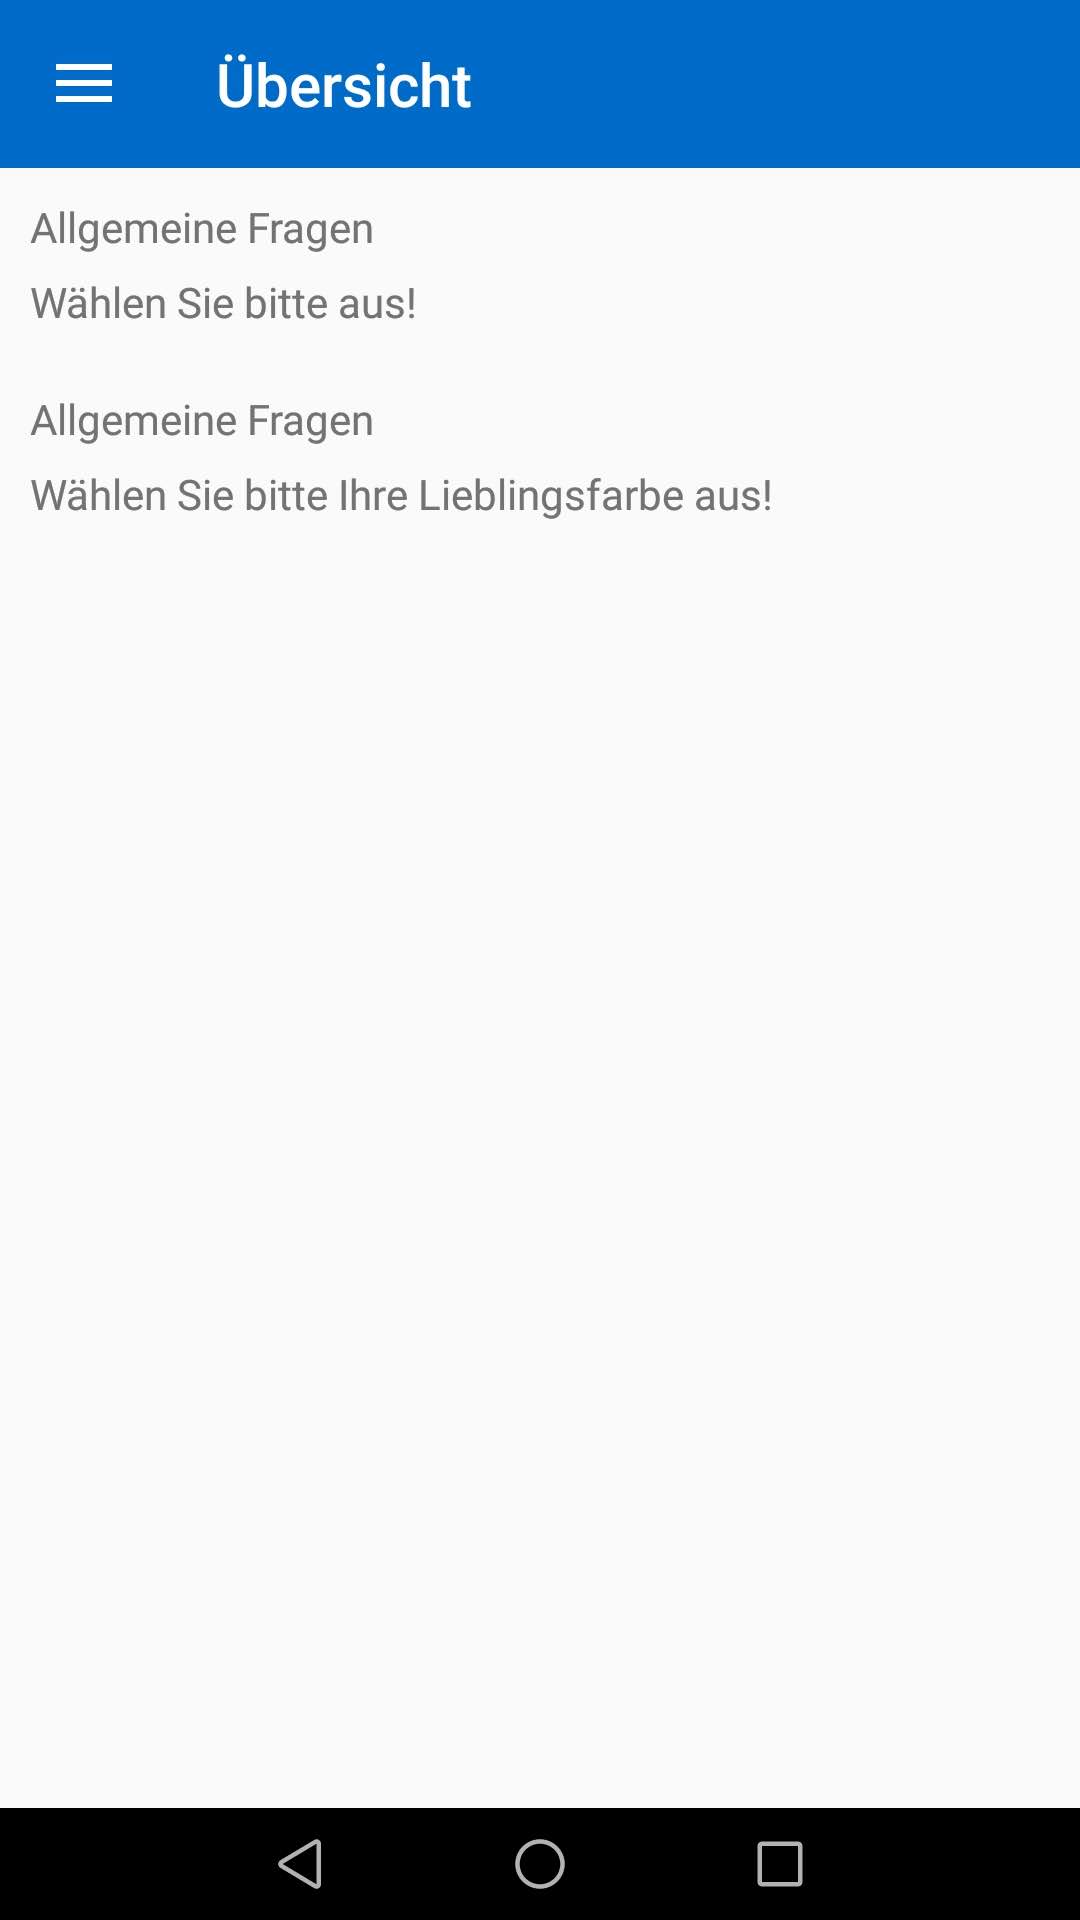 Übersicht
Allgemeine Fragen
Wählen Sie bitte aus!
Allgemeine Fragen
Wählen Sie bitte Ihre Lieblingsfarbe aus!